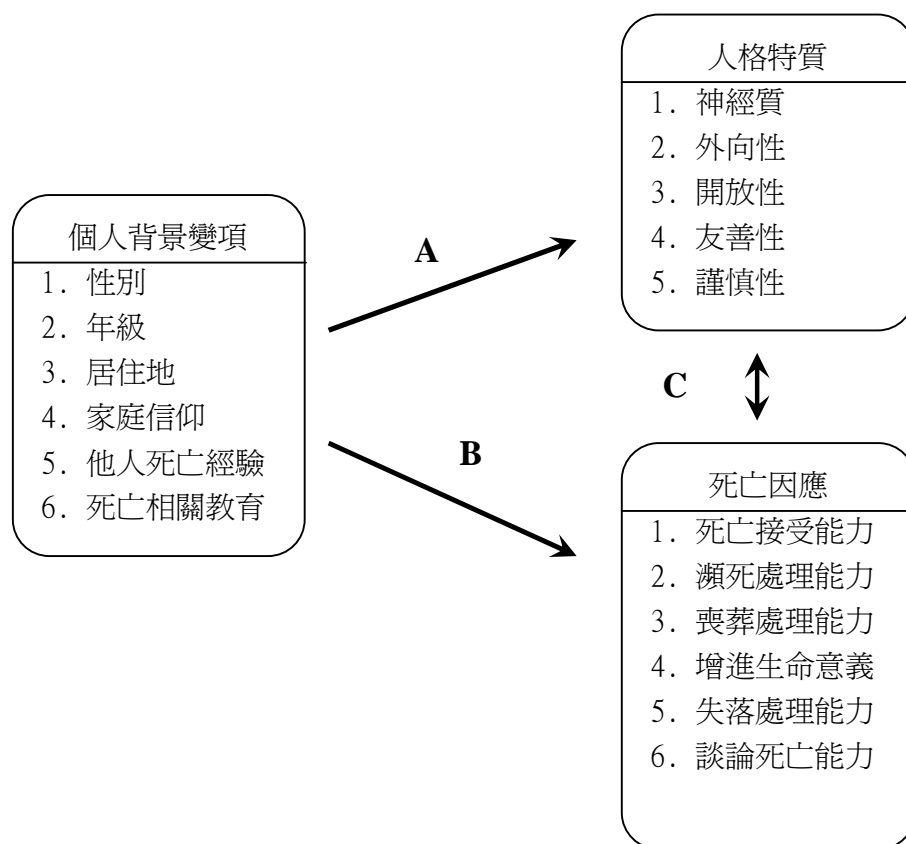 人格特質
1. 神經質
2. 外向性
3. 開放性
4. 友善性
5. 謹慎性
個人背景變項
1. 性別
2. 年級
3. 居住地
4. 家庭信仰
5. 他人死亡經驗
6. 死亡相關教育
A
B
C
死亡因應
1. 死亡接受能力
2. 瀕死處理能力
3. 喪葬處理能力
4. 增進生命意義
5. 失落處理能力
6. 談論死亡能力